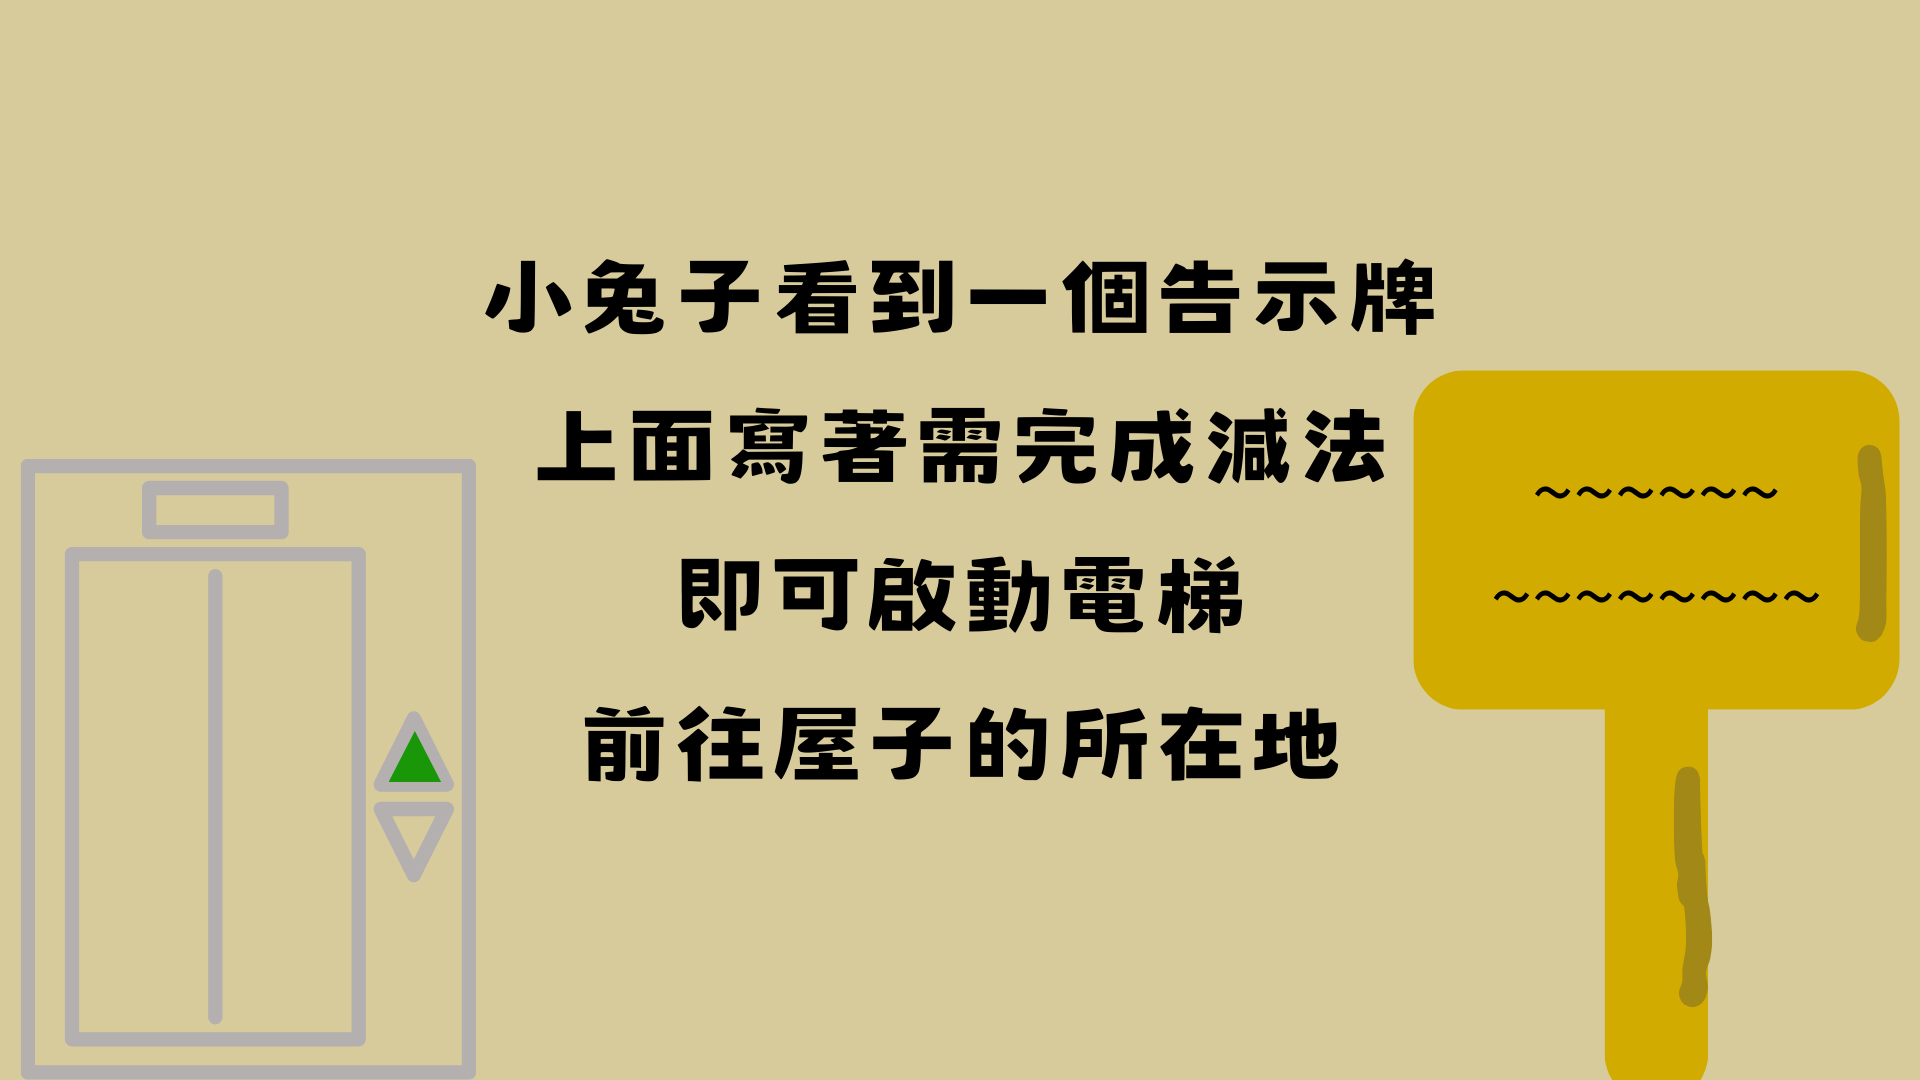 小兔子看到一個告示牌
上面寫著需完成減法
即可啟動電梯
前往屋子的所在地
～～～～～～
～～～～～～～～